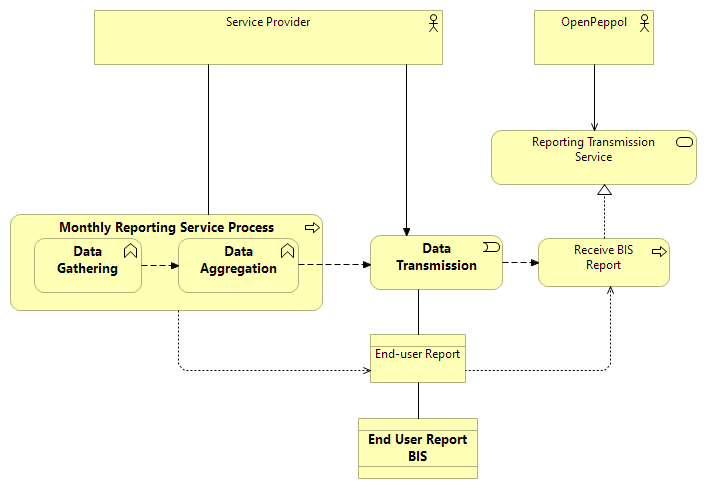 Service Provider
OpenPeppol
Reporting Transmission
Service
Monthly Reporting Service Process
Data
Gathering
Data
Aggregation
Data
Transmission
Receive BIS
Report
End-user Report
End User Report
BIS